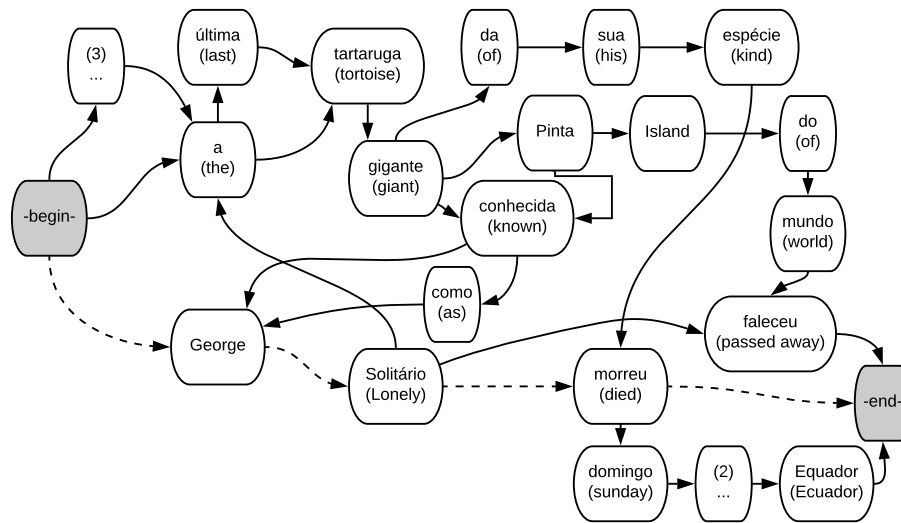 (3)
...
última
(last)
tartaruga
(tortoise)
da
(of)
sua
(his)
espécie
(kind)
a
(the)
Pinta
Island
do
(of)
gigante
(giant)
-begin-
conhecida
(known)
mundo
(world)
como
(as)
George
faleceu
(passed away)
Solitário
(Lonely)
morreu
(died)
-end-
domingo
(sunday)
(2)
...
Equador
(Ecuador)